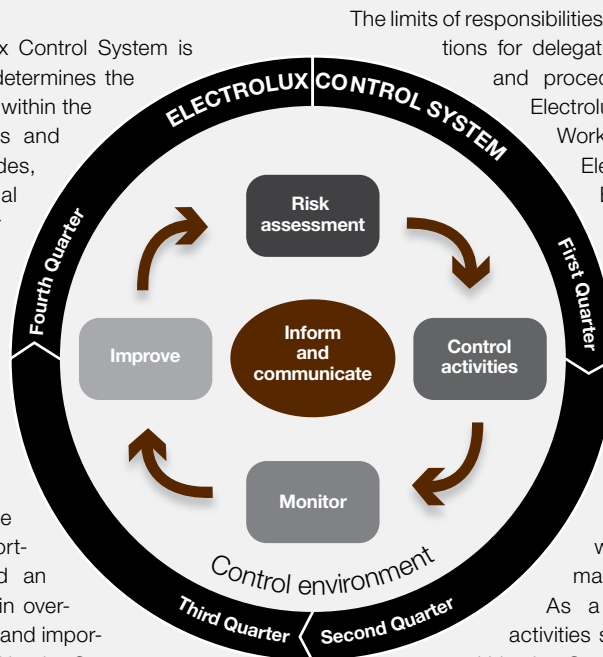 The limits of responsibilities
x Control System is
tions for delegat
determines the
and proced
within the
Electrolu
s and
Work
des,
Ele
al
ELECTROLUX CONTROL SYSTEM
First Quarter
Second Quarter
Third Quarter
Fourth Quarter
Risk
assessment
Control
activities
Monitor
Improve
Inform
and
communicate
Control environment
e
ort-
d an
in over-
and impor-
w
ma
As a
activities s